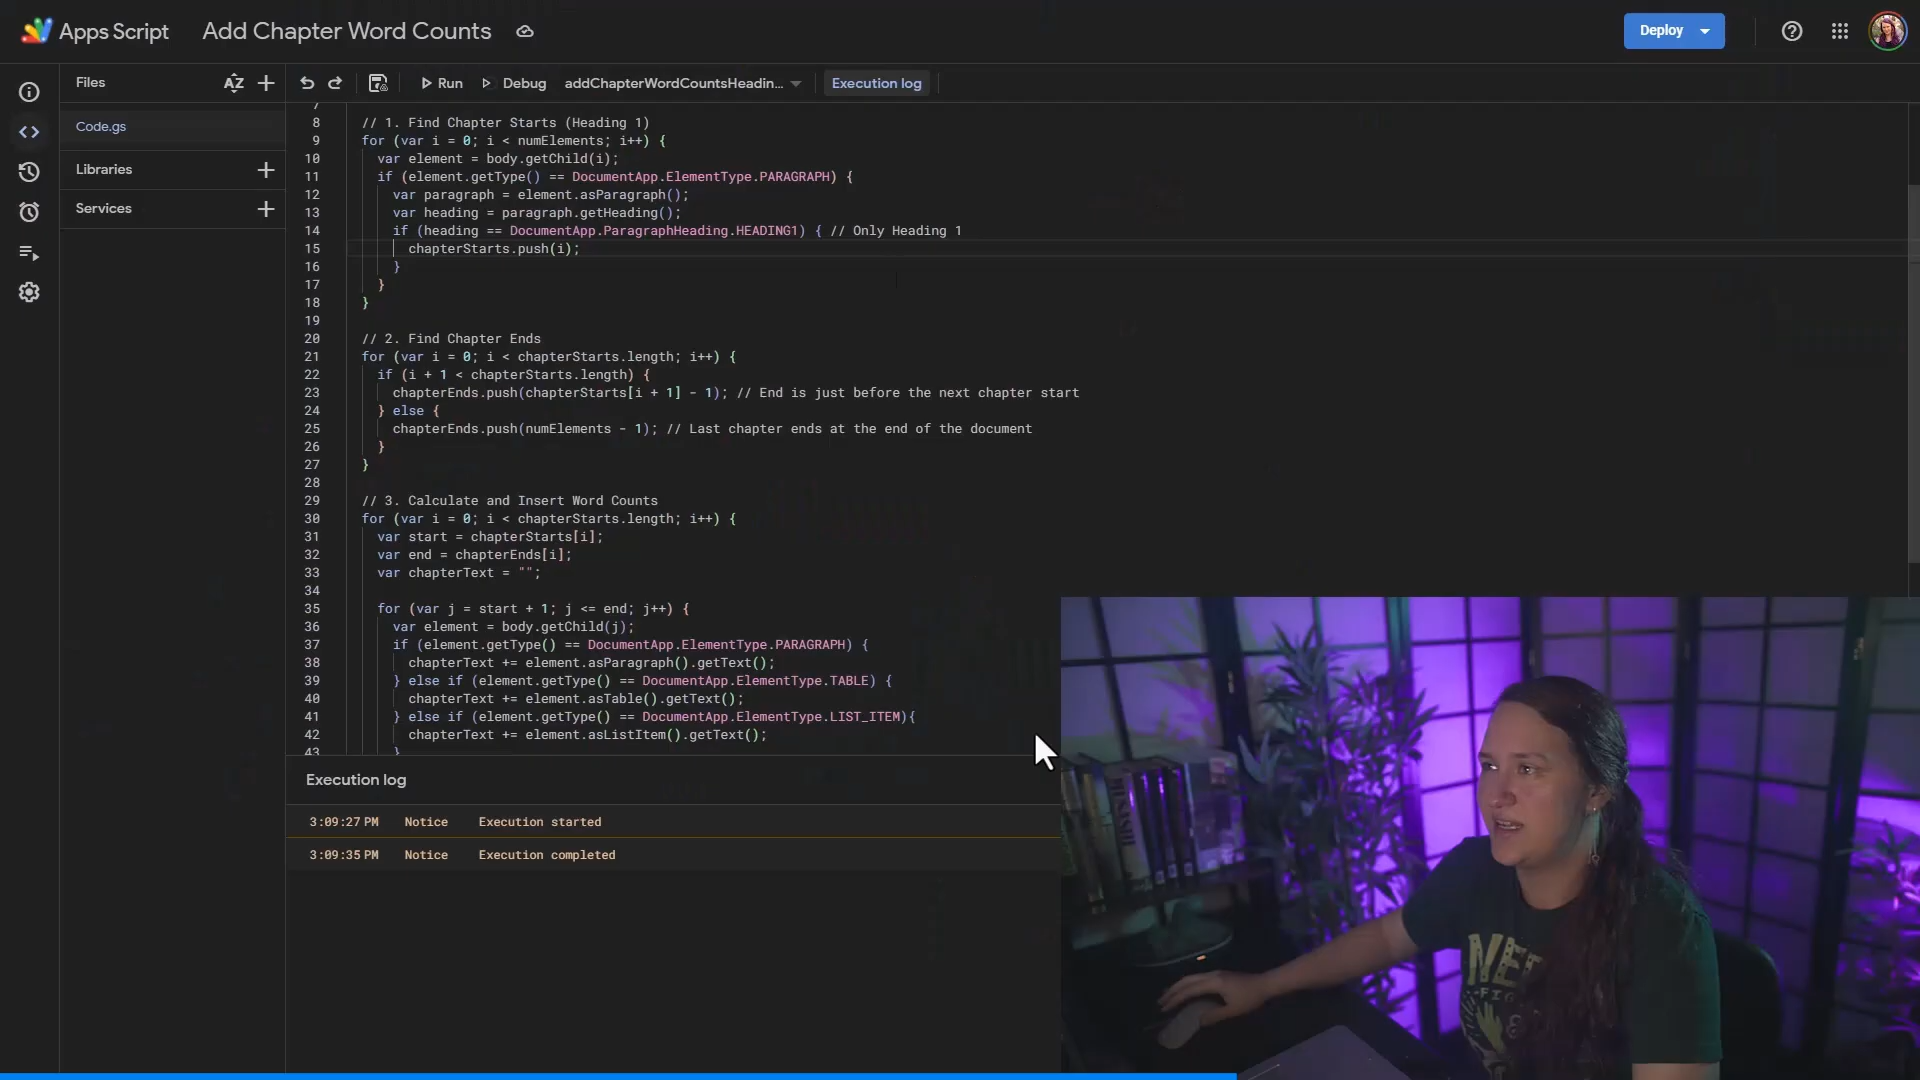 Apps Script Add Chapter Word Counts Deploy
Files AZ Run Debug addChapterWordCountsHeadin... Execution log
Code.gs
Libraries
Services
7
8 // 1. Find Chapter Starts (Heading 1)
9 for (var i = 0; i < numElements; i++) {
10 var element = body.getChild(i);
11 if (element.getType() == DocumentApp.ElementType.PARAGRAPH) {
12 var paragraph = element.asParagraph();
13 var heading = paragraph.getHeading();
14 if (heading == DocumentApp.ParagraphHeading.HEADING1) { // Only Heading 1
15 chapterStarts.push(i);
16 }
17 }
18 }
19
20 // 2. Find Chapter Ends
21 for (var i = 0; i < chapterStarts.length; i++) {
22 if (i + 1 < chapterStarts.length) {
23 chapterEnds.push(chapterStarts[i + 1] - 1); // End is just before the next chapter start
24 } else {
25 chapterEnds.push(numElements - 1); // Last chapter ends at the end of the document
26 }
27 }
28
29 // 3. Calculate and Insert Word Counts
30 for (var i = 0; i < chapterStarts.length; i++) {
31 var start = chapterStarts[i];
32 var end = chapterEnds[i];
33 var chapterText = "";
34
35 for (var j = start + 1; j <= end; j++) {
36 var element = body.getChild(j);
37 if (element.getType() == DocumentApp.ElementType.PARAGRAPH) {
38 chapterText += element.asParagraph().getText();
39 } else if (element.getType() == DocumentApp.ElementType.TABLE) {
40 chapterText += element.asTable().getText();
41 } else if (element.getType() == DocumentApp.ElementType.LIST_ITEM){
42 chapterText += element.asListItem().getText();
43 }
Execution log
3:09:27 PM Notice Execution started
3:09:35 PM Notice Execution completed